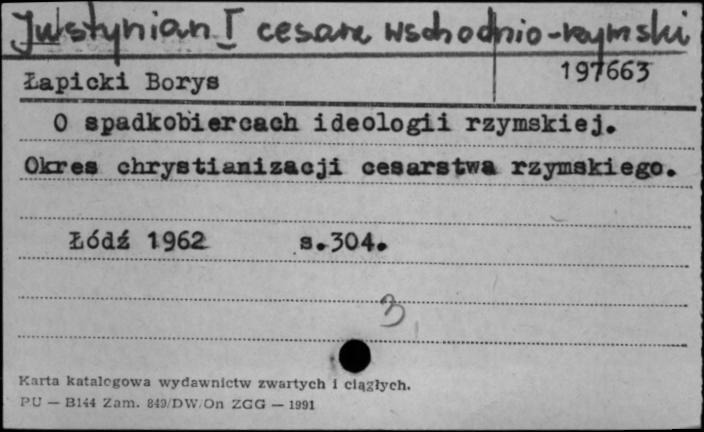 Justynian I cesarz wschodnio-rzymski
Łapicki Borys 197663
O spadkobiercach ideologii rzymskiej.
Okres chrystianizacji cesarstwa rzymskiego.
Łódź 1962 s.304.
3
Karta katalogowa wydawnictw zwartych i ciągłych.
PU — B144 Zam. 849/DW/On ZGG — 1991